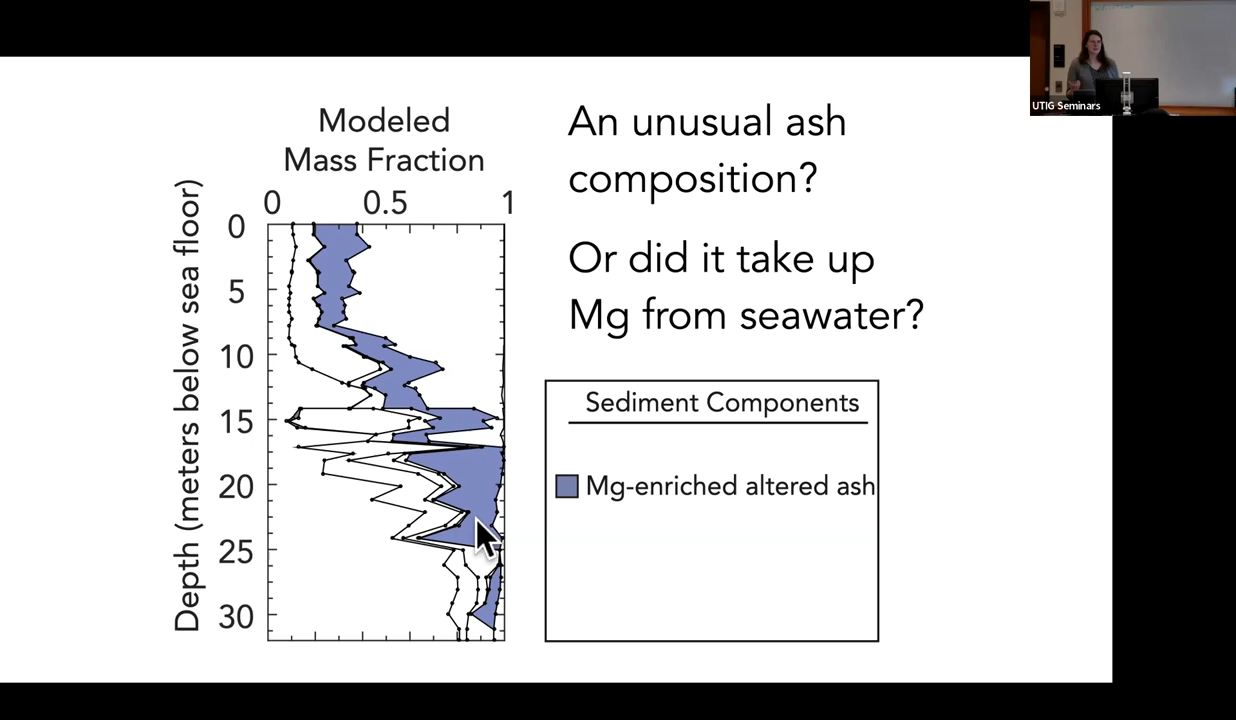 UTIG Seminars
Modeled
Mass Fraction
0 0.5 1
Depth (meters below sea floor)
0
5
10
15
20
25
30
An unusual ash
composition?
Or did it take up
Mg from seawater?
Sediment Components
Mg-enriched altered ash